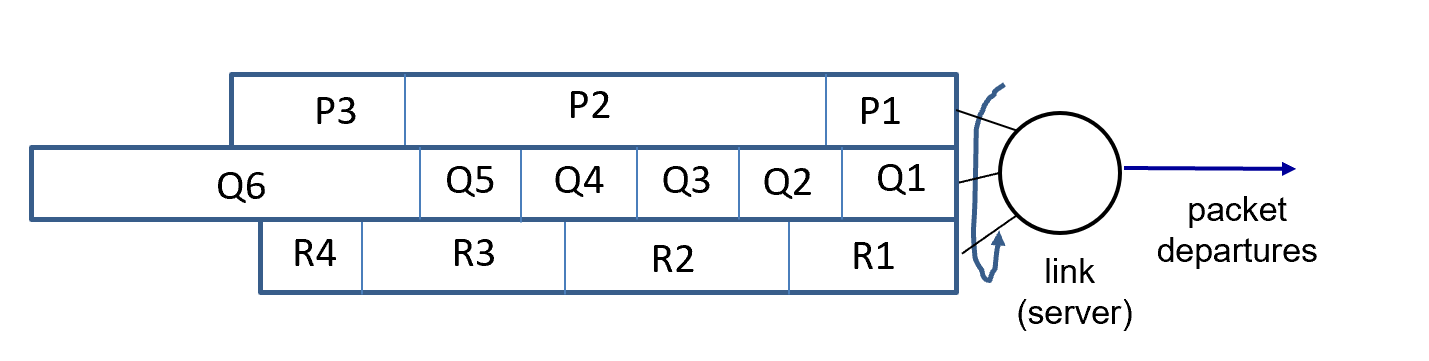 P3 P2 P1
Q6 Q5 Q4 Q3 Q2 Q1
R4 R3 R2 R1
link
(server)
packet
departures